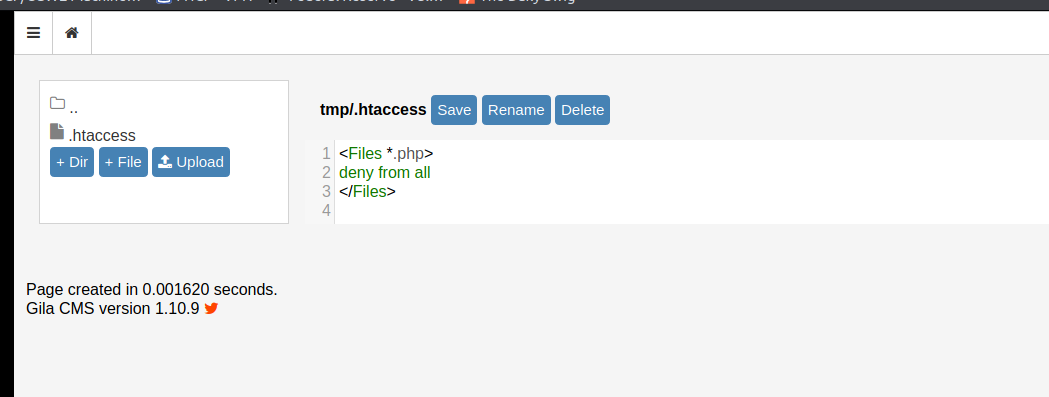 ..
.htaccess
+ Dir + File Upload
tmp/.htaccess Save Rename Delete
1 <Files *.php>
2 deny from all
3 </Files>
4
Page created in 0.001620 seconds.
Gila CMS version 1.10.9